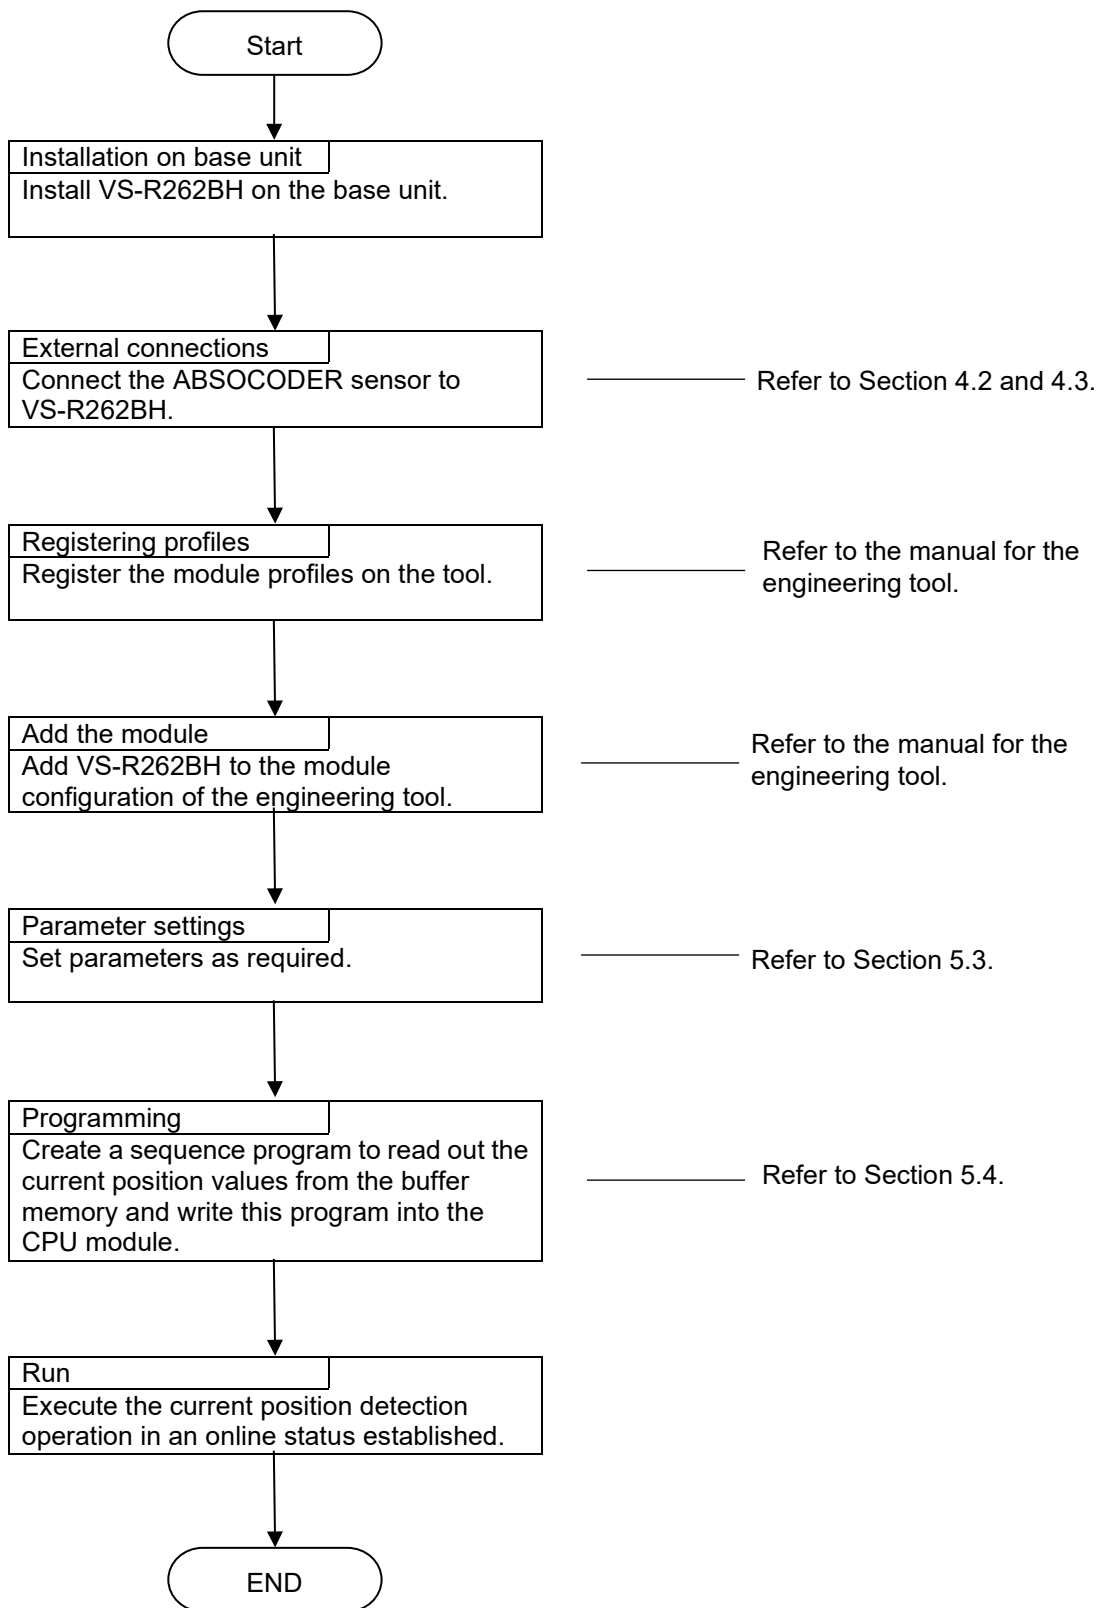 Start
Installation on base unit
Install VS-R262BH on the base unit.
External connections
Connect the ABSOCODER sensor to
VS-R262BH.
Refer to Section 4.2 and 4.3.
Registering profiles
Register the module profiles on the tool.
Refer to the manual for the
engineering tool.
Add the module
Add VS-R262BH to the module
configuration of the engineering tool.
Refer to the manual for the
engineering tool.
Parameter settings
Set parameters as required.
Refer to Section 5.3.
Programming
Create a sequence program to read out the
current position values from the buffer
memory and write this program into the
CPU module.
Refer to Section 5.4.
Run
Execute the current position detection
operation in an online status established.
END